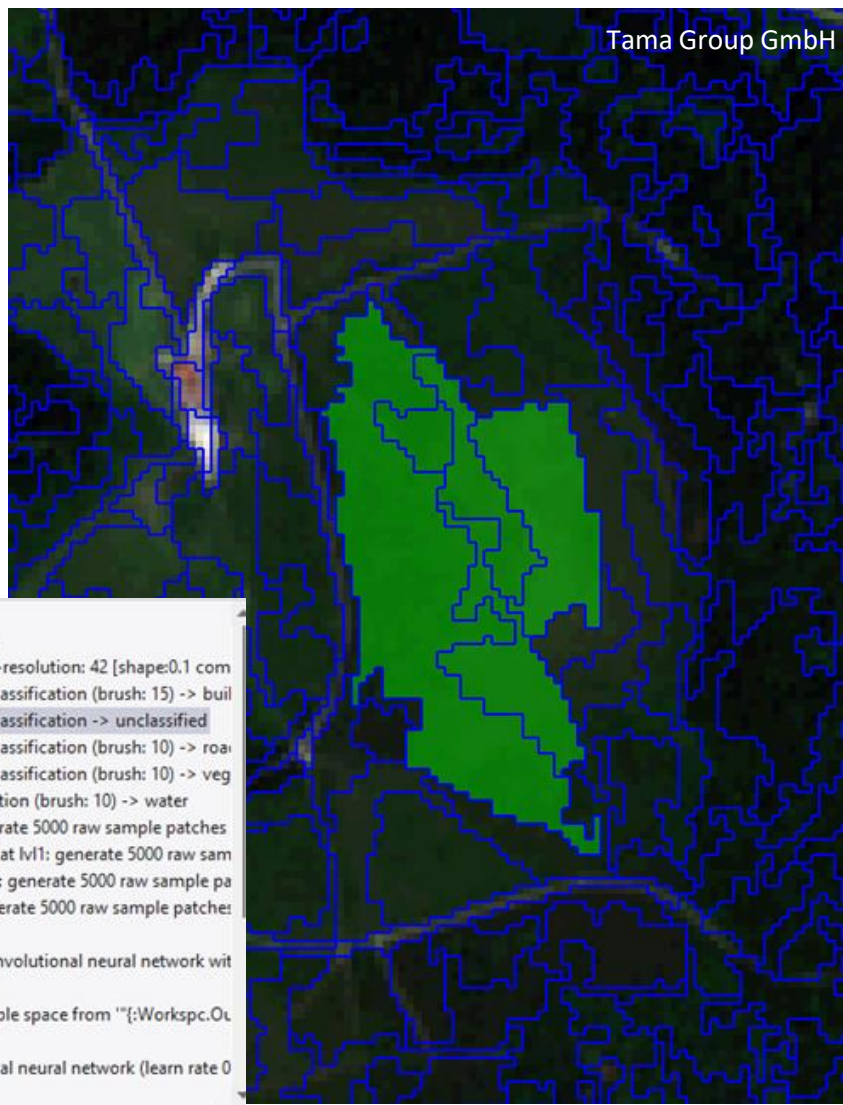 Tama Group GmbH
-resolution: 42 [shape:0.1 com
assification (brush: 15) -> buil
assification -> unclassified
assification (brush: 10) -> road
assification (brush: 10) -> veg
tion (brush: 10) -> water
rate 5000 raw sample patches
at lvl1: generate 5000 raw sam
: generate 5000 raw sample pa
erate 5000 raw sample patches
nvolutional neural network wit
ple space from '"{:Workspc.Ou
al neural network (learn rate 0